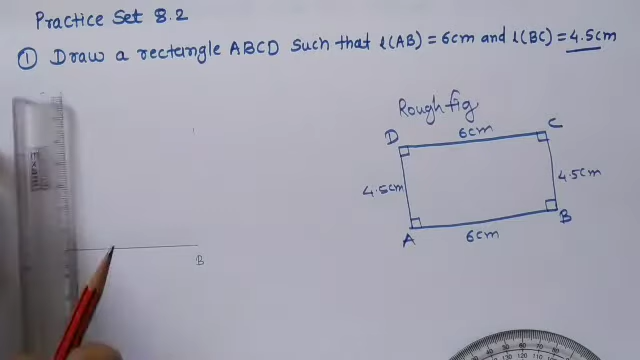 Practice Set 8.2
① Draw a rectangle ABCD Such that l(AB) = 6cm and l(BC) = 4.5cm
Rough fig
6cm
D
C
4.5cm
4.5cm
A
B
6cm
B